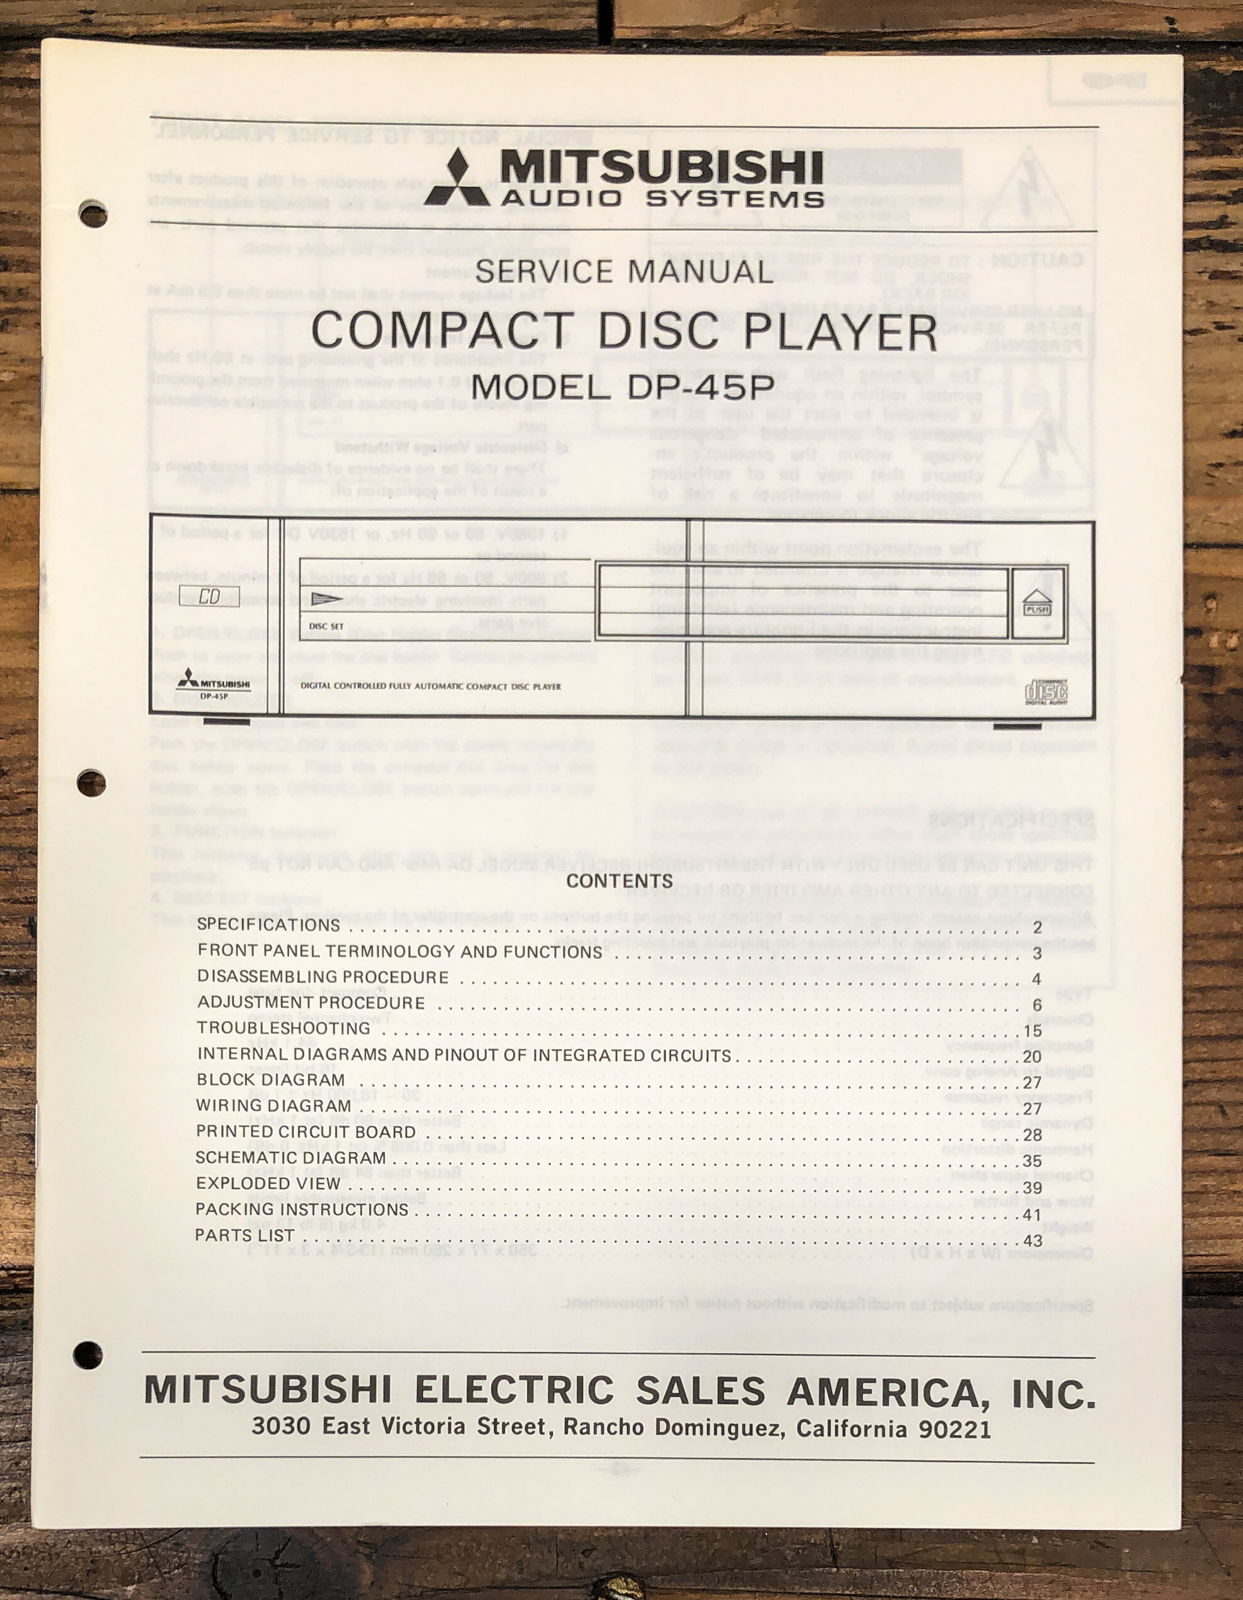 MITSUBISHI
AUDIO SYSTEMS
SERVICE MANUAL
COMPACT DISC PLAYER
MODEL DP-45P
CD
DISC SET
PUSH
MITSUBISHI
DP-45P
DIGITAL CONTROLLED FULLY AUTOMATIC COMPACT DISC PLAYER
COMPACT
disc
DIGITAL AUDIO
CONTENTS
SPECIFICATIONS 2
FRONT PANEL TERMINOLOGY AND FUNCTIONS 3
DISASSEMBLING PROCEDURE 4
ADJUSTMENT PROCEDURE 6
TROUBLESHOOTING 15
INTERNAL DIAGRAMS AND PINOUT OF INTEGRATED CIRCUITS 20
BLOCK DIAGRAM 27
WIRING DIAGRAM 27
PRINTED CIRCUIT BOARD 28
SCHEMATIC DIAGRAM 35
EXPLODED VIEW 39
PACKING INSTRUCTIONS 41
PARTS LIST 43
MITSUBISHI ELECTRIC SALES AMERICA, INC.
3030 East Victoria Street, Rancho Dominguez, California 90221